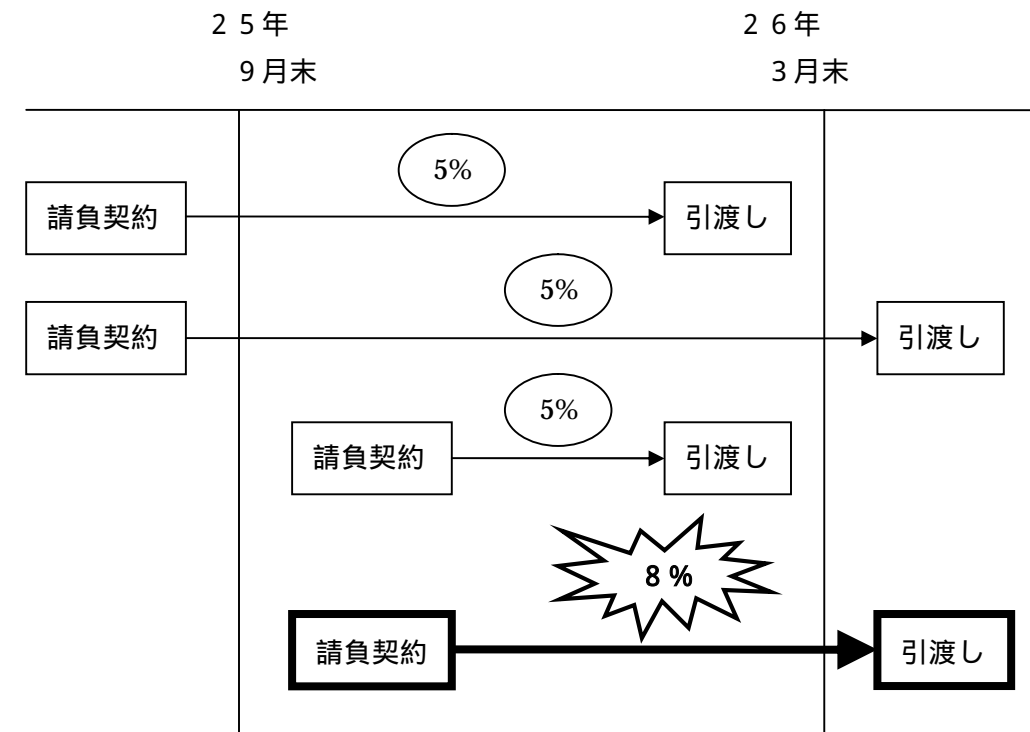 ２５年 ２６年
９月末 ３月末
5%
請負契約 引渡し
5%
請負契約 引渡し
5%
請負契約 引渡し
８％
請負契約 引渡し